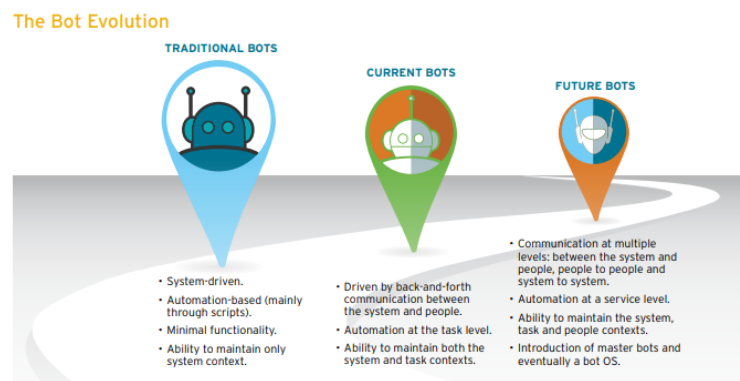 The Bot Evolution
TRADITIONAL BOTS
• System-driven.
• Automation-based (mainly
through scripts).
• Minimal functionality.
• Ability to maintain only
system context.
CURRENT BOTS
• Driven by back-and-forth
communication between
the system and people.
• Automation at the task level.
• Ability to maintain both the
system and task contexts.
FUTURE BOTS
• Communication at multiple
levels: between the system and
people, people to people and
system to system.
• Automation at a service level.
• Ability to maintain the system,
task and people contexts.
• Introduction of master bots and
eventually a bot OS.